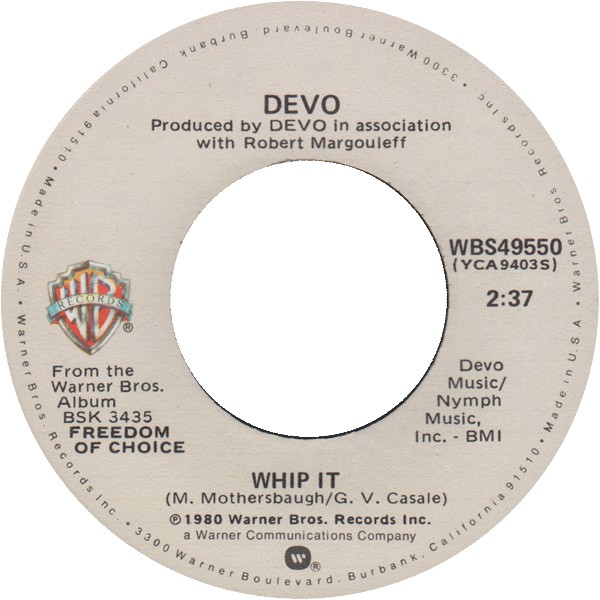 DEVO
Produced by DEVO in association
with Robert Margouleff
WBS49550
(YCA9403S)
2:37
WB
RECORDS
®
From the
Warner Bros.
Album
BSK 3435
FREEDOM
OF CHOICE
Devo
Music/
Nymph
Music,
Inc. - BMI
WHIP IT
(M. Mothersbaugh/G. V. Casale)
℗1980 Warner Bros. Records Inc.
a Warner Communications Company
®
Made in U.S.A. • Warner Bros. Records Inc. • 3300 Warner Boulevard, Burbank, California 91510 • Made in U.S.A. • Warner Bros. Records Inc. • 3300 Warner Boulevard, Burbank, California 91510 •